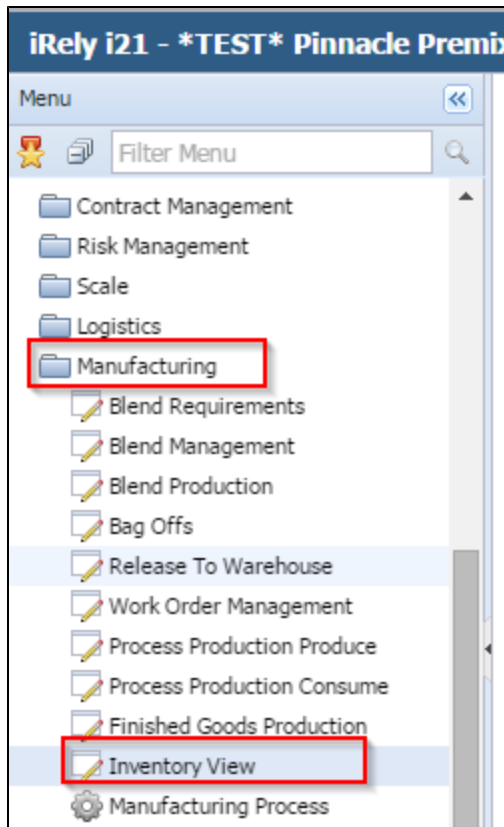 iRely i21 - *TEST* Pinnacle Premix
Menu
Filter Menu
Contract Management
Risk Management
Scale
Logistics
Manufacturing
Blend Requirements
Blend Management
Blend Production
Bag Offs
Release To Warehouse
Work Order Management
Process Production Produce
Process Production Consume
Finished Goods Production
Inventory View
Manufacturing Process